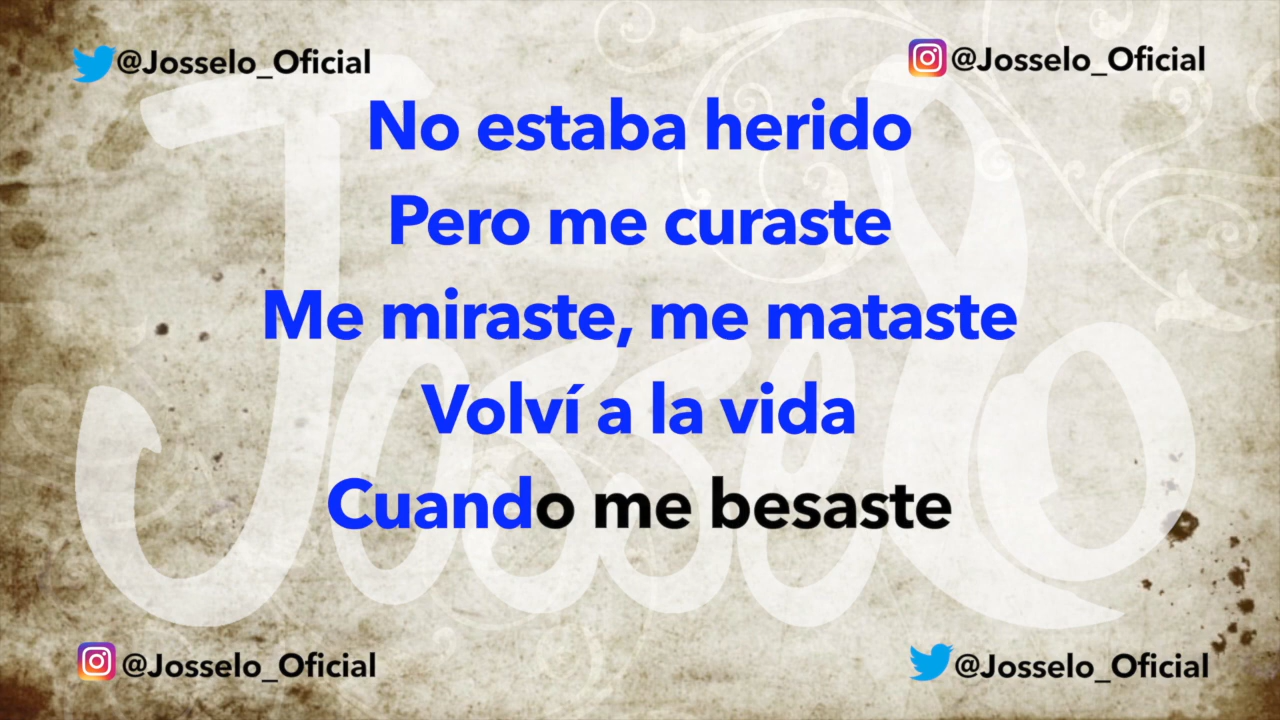 @Josselo_Oficial
@Josselo_Oficial
No estaba herido
Pero me curaste
Me miraste, me mataste
Volví a la vida
Cuando me besaste
Josselo
@Josselo_Oficial
@Josselo_Oficial